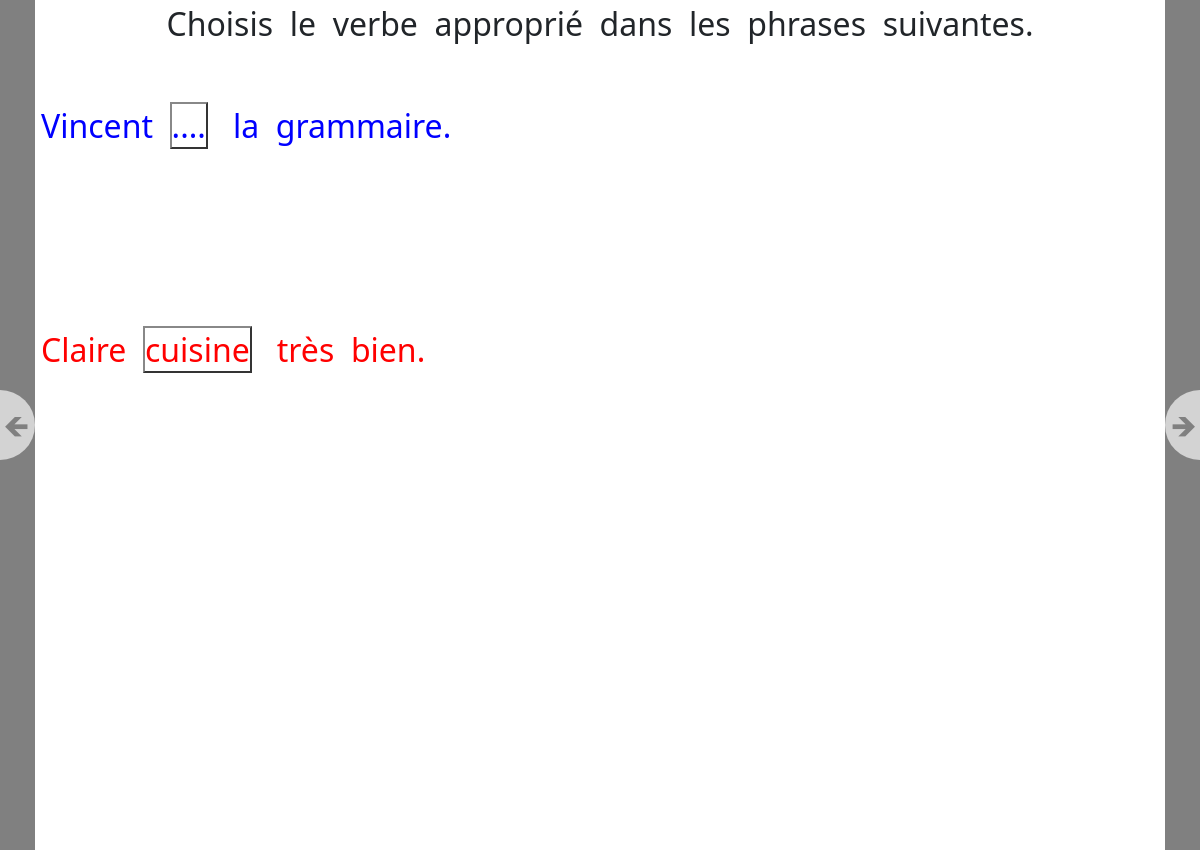 Choisis le verbe approprié dans les phrases suivantes.
Vincent .... la grammaire.
Claire cuisine très bien.